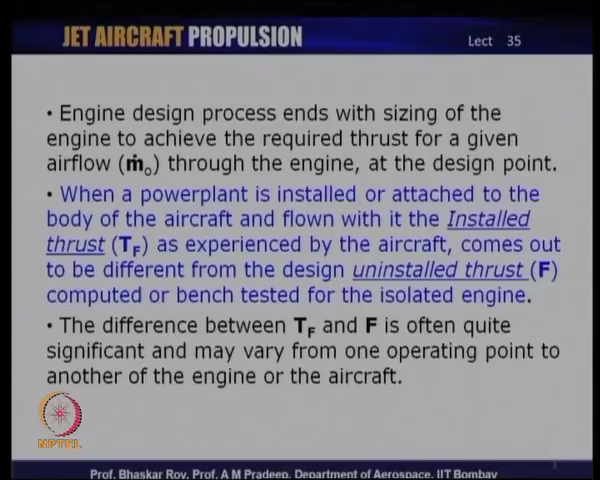 JET AIRCRAFT PROPULSION Lect 35
• Engine design process ends with sizing of the
engine to achieve the required thrust for a given
airflow (ṁo) through the engine, at the design point.
• When a powerplant is installed or attached to the
body of the aircraft and flown with it the Installed
thrust (TF) as experienced by the aircraft, comes out
to be different from the design uninstalled thrust (F)
computed or bench tested for the isolated engine.
• The difference between TF and F is often quite
significant and may vary from one operating point to
another of the engine or the aircraft.
NPTEL
3
Prof. Bhaskar Roy, Prof. A M Pradeep, Department of Aerospace, IIT Bombay